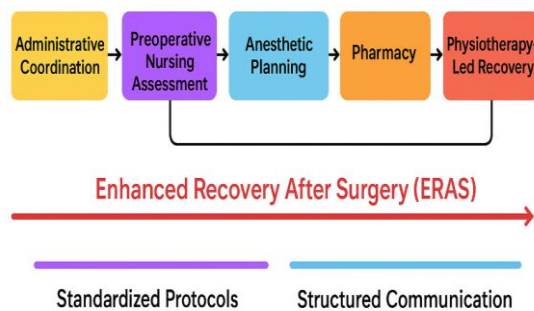 Administrative
Coordination
Preoperative
Nursing
Assessment
Anesthetic
Planning
Pharmacy
Physiotherapy-
Led Recovery
Enhanced Recovery After Surgery (ERAS)
Standardized Protocols
Structured Communication